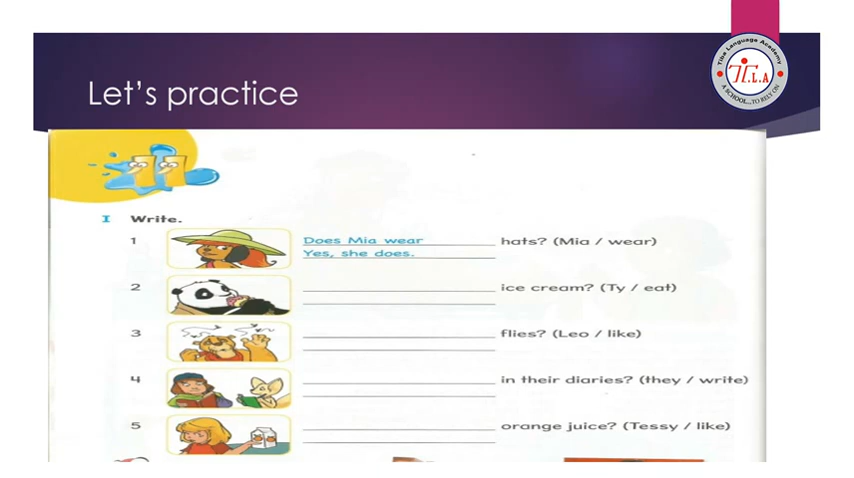 Let's practice
Tiba Language Academy
T.L.A
A SCHOOL...TO RELY ON
11
I Write.
1 Does Mia wear hats? (Mia / wear)
Yes, she does.
2 ice cream? (Ty / eat)
3 flies? (Leo / like)
4 in their diaries? (they / write)
5 orange juice? (Tessy / like)